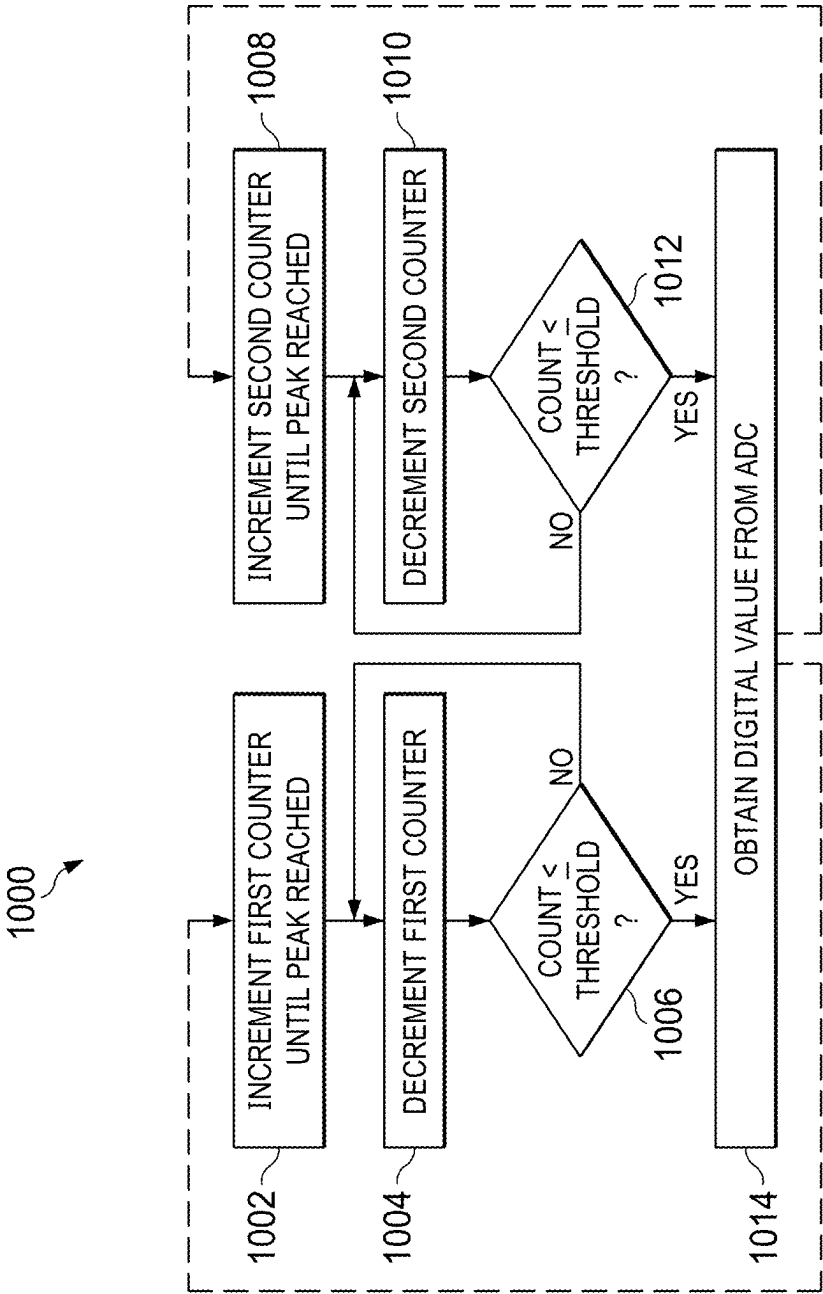 1000
1002
INCREMENT FIRST COUNTER
UNTIL PEAK REACHED
1004
DECREMENT FIRST COUNTER
COUNT ≤
THRESHOLD
?
1006
NO
YES
INCREMENT SECOND COUNTER
UNTIL PEAK REACHED
1008
DECREMENT SECOND COUNTER
1010
COUNT ≤
THRESHOLD
?
1012
NO
YES
1014
OBTAIN DIGITAL VALUE FROM ADC